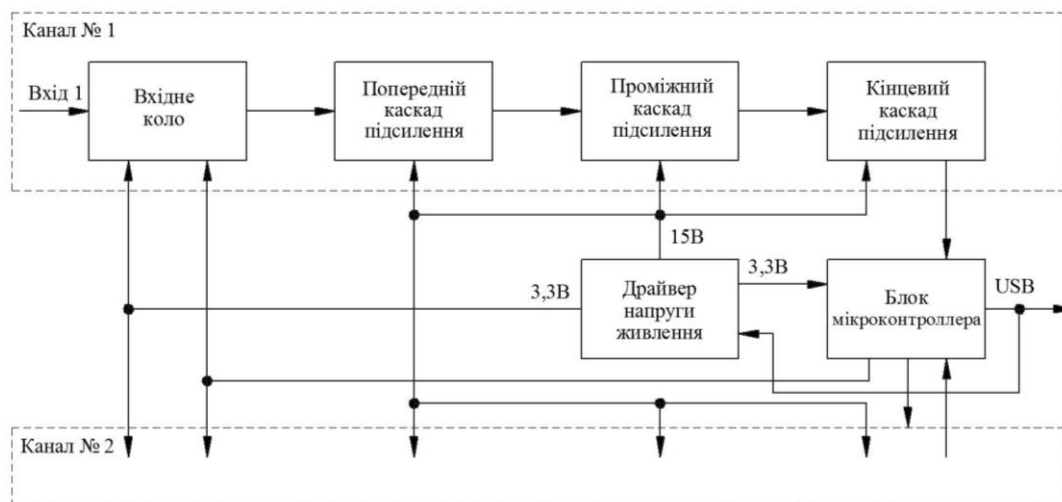 Канал № 1
Вхід 1
Вхідне
коло
Попередній
каскад
підсилення
Проміжний
каскад
підсилення
Кінцевий
каскад
підсилення
15В
3,3В
Драйвер
напруги
живлення
3,3В
Блок
мікроконтроллера
USB
Канал № 2